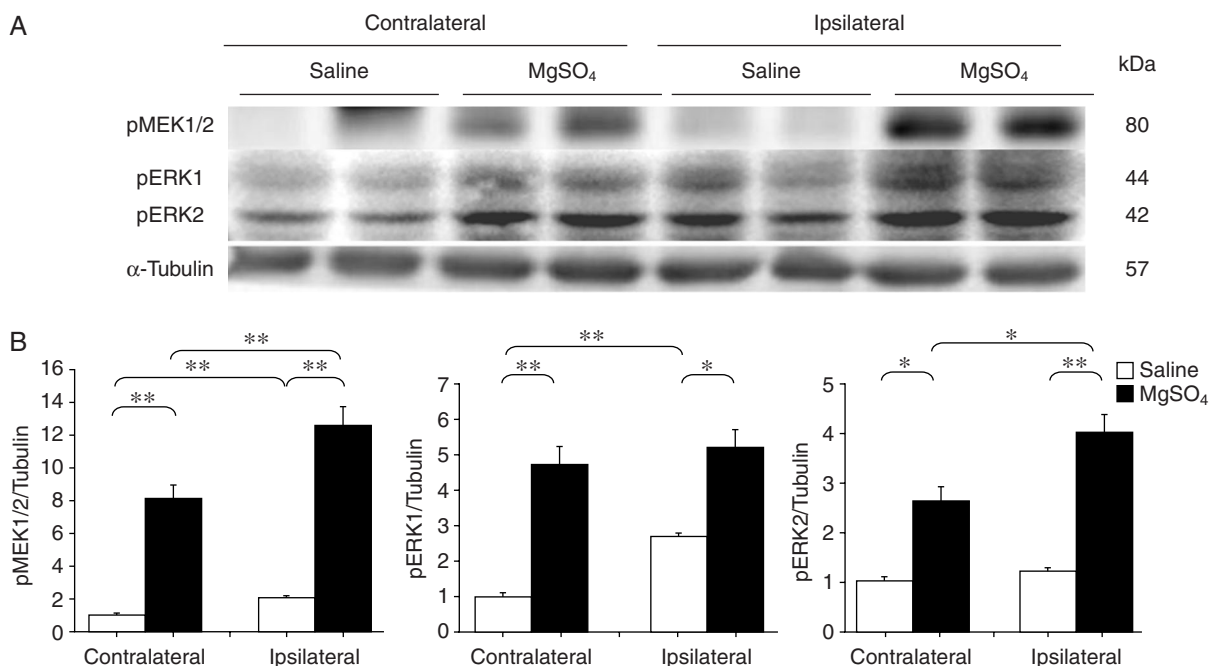 A
Contralateral Ipsilateral
Saline MgSO₄ Saline MgSO₄ kDa
pMEK1/2 80
pERK1 44
pERK2 42
α-Tubulin 57
B
pMEK1/2/Tubulin
16
14
12
10
8
6
4
2
0
** ** ** **
Contralateral Ipsilateral
pERK1/Tubulin
7
6
5
4
3
2
1
0
** ** *
Contralateral Ipsilateral
pERK2/Tubulin
5
4
3
2
1
0
* * **
Contralateral Ipsilateral
Saline
MgSO₄